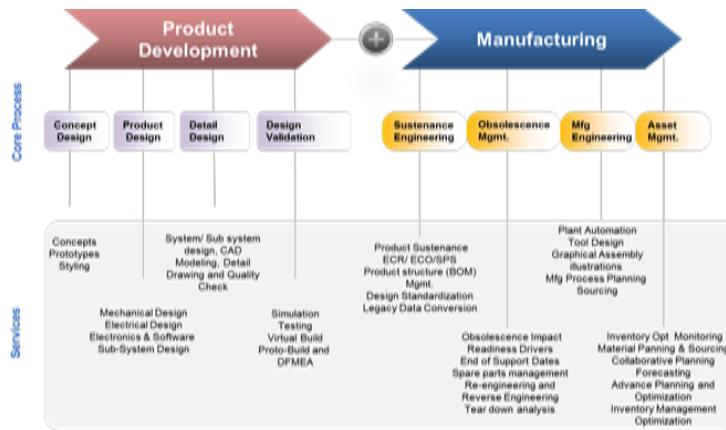 Product
Development
Manufacturing
Core Process
Concept
Design
Product
Design
Detail
Design
Design
Validation
Sustenance
Engineering
Obsolescence
Mgmt.
Mfg
Engineering
Asset
Mgmt.
Services
Concepts
Prototypes
Styling
Mechanical Design
Electrical Design
Electronics & Software
Sub-System Design
System/ Sub system
design, CAD
Modeling, Detail
Drawing and Quality
Check
Simulation
Testing
Virtual Build
Proto-Build and
DFMEA
Product Sustenance
ECR/ ECO/SPS
Product structure (BOM)
Mgmt.
Design Standardization
Legacy Data Conversion
Obsolescence Impact
Readiness Drivers
End of Support Dates
Spare parts management
Re-engineering and
Reverse Engineering
Tear down analysis
Plant Automation
Tool Design
Graphical Assembly
illustrations
Mfg Process Planning
Sourcing
Inventory Opt Monitoring
Material Panning & Sourcing
Collaborative Planning
Forecasting
Advance Planning and
Optimization
Inventory Management
Optimization